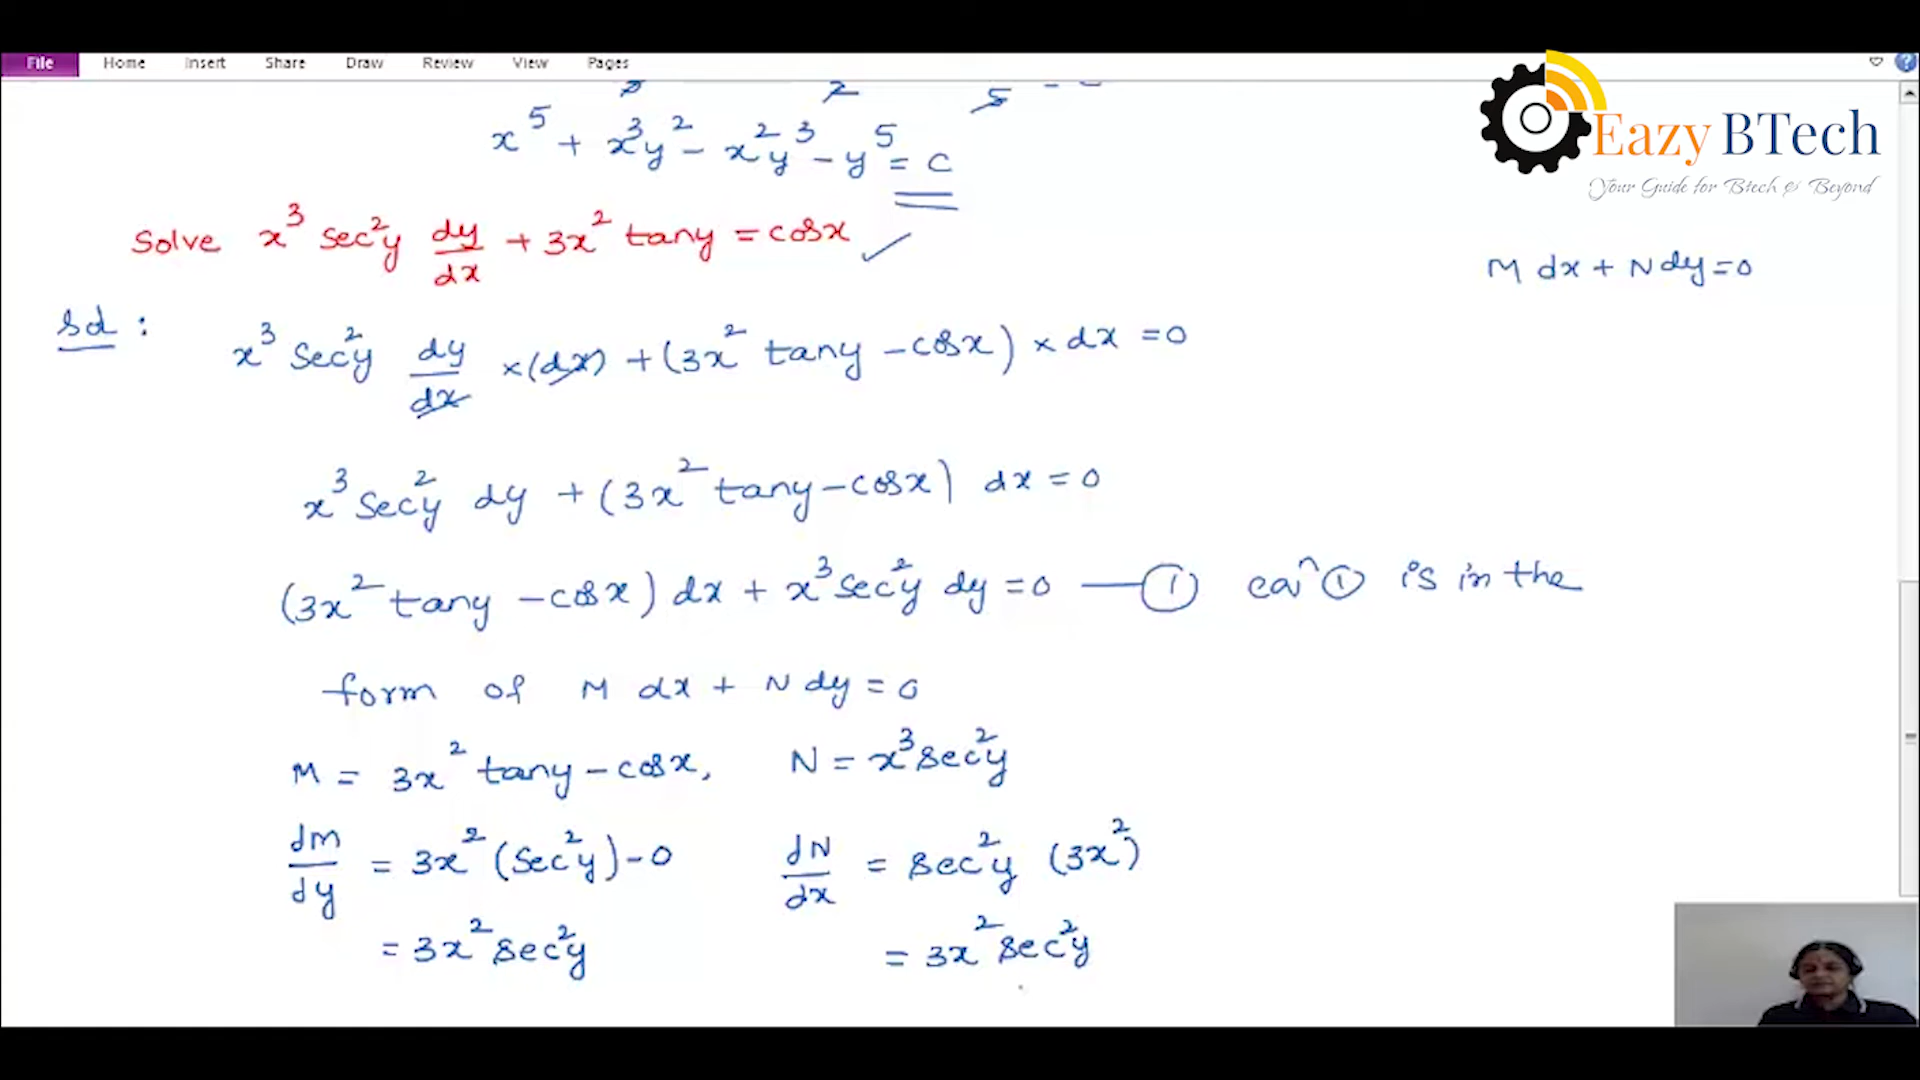 File Home Insert Share Draw Review View Pages
Eazy BTech
Your Guide for Btech & Beyond
x⁵ + x³y² - x²y³ - y⁵ = c
Solve x³ sec²y dy/dx + 3x² tany = cosx
M dx + N dy = 0
Sol :
x³ sec²y dy/dx × (dx) + (3x² tany - cosx) × dx = 0
x³ sec²y dy + (3x² tany - cosx) dx = 0
(3x² tany - cosx) dx + x³ sec²y dy = 0 — ① eqⁿ ① is in the
form of M dx + N dy = 0
M = 3x² tany - cosx, N = x³ sec²y
dM/dy = 3x² (sec²y) - 0 dN/dx = sec²y (3x²)
= 3x² sec²y = 3x² sec²y